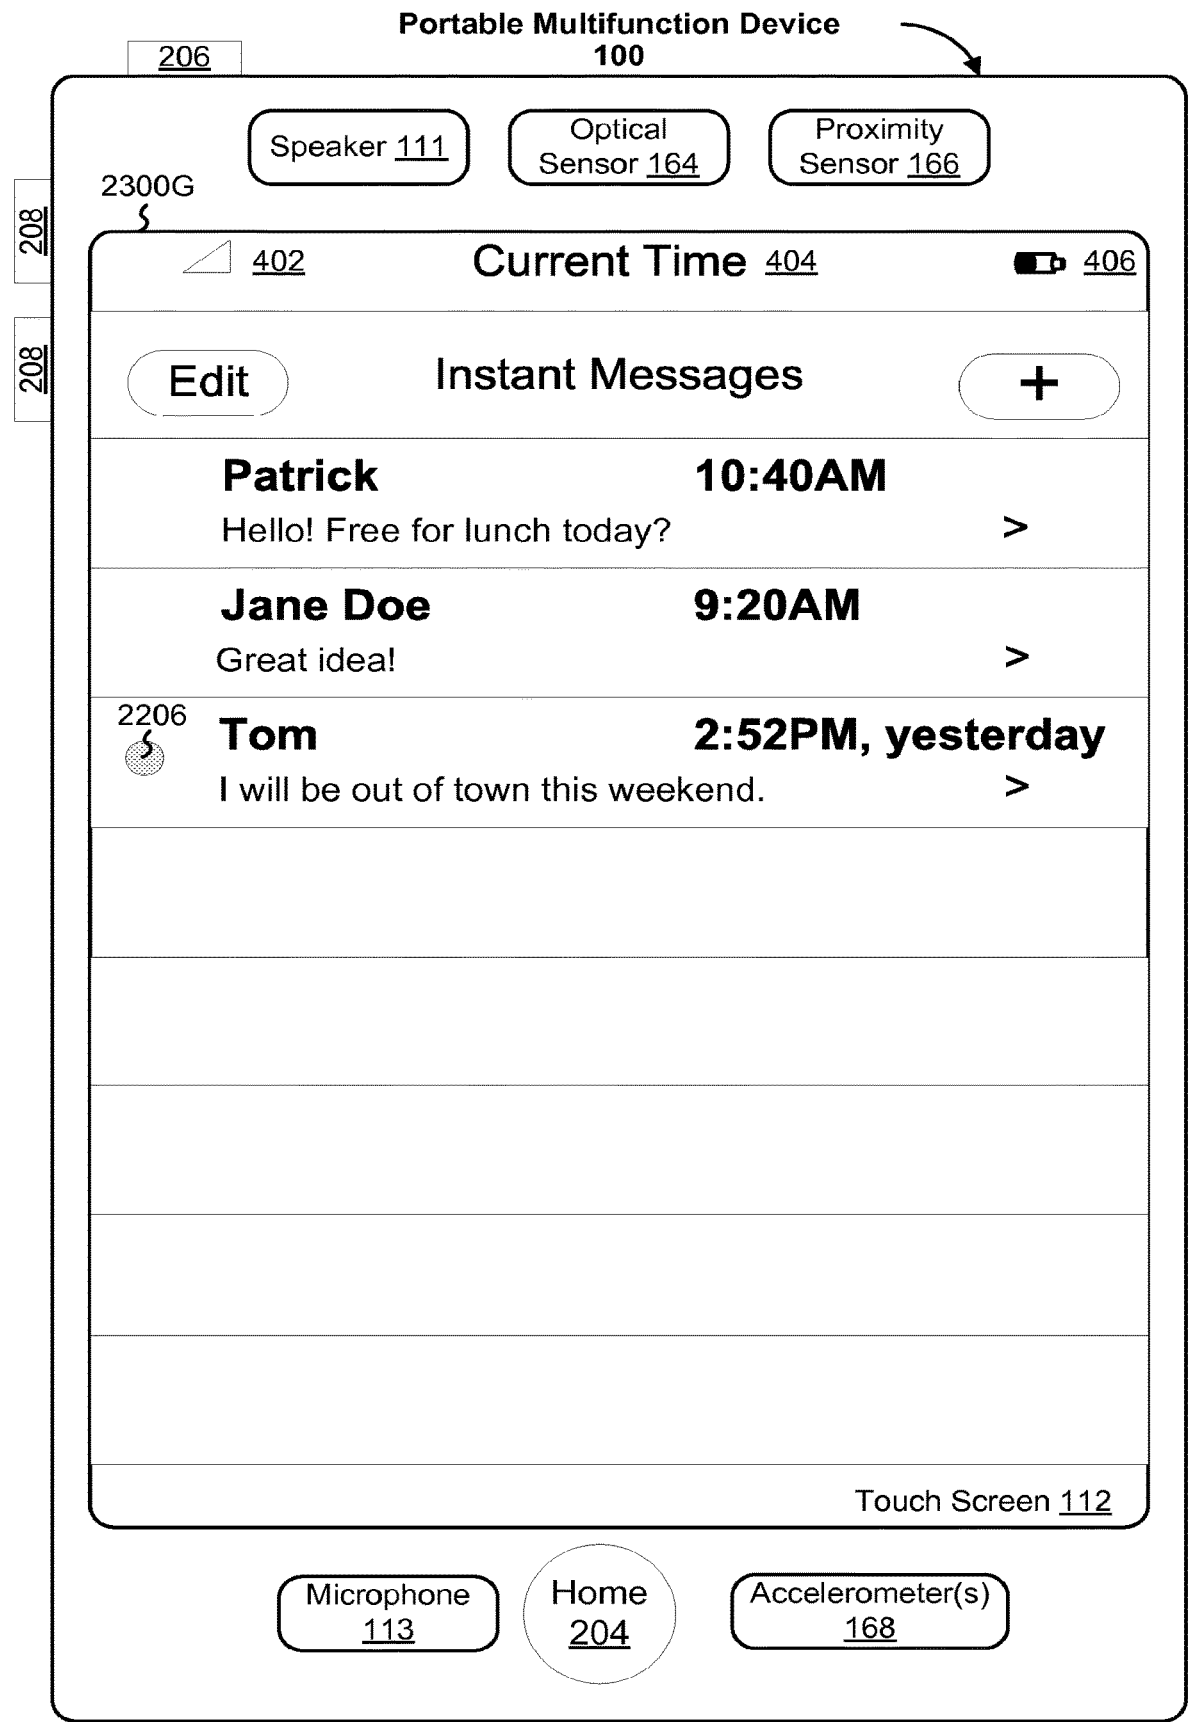 Portable Multifunction Device
100
206
Speaker 111
Optical
Sensor 164
Proximity
Sensor 166
2300G
208
402
Current Time 404
406
208
Edit
Instant Messages
+
Patrick 10:40AM
Hello! Free for lunch today? >
Jane Doe 9:20AM
Great idea! >
2206
Tom 2:52PM, yesterday
I will be out of town this weekend. >
Touch Screen 112
Microphone
113
Home
204
Accelerometer(s)
168